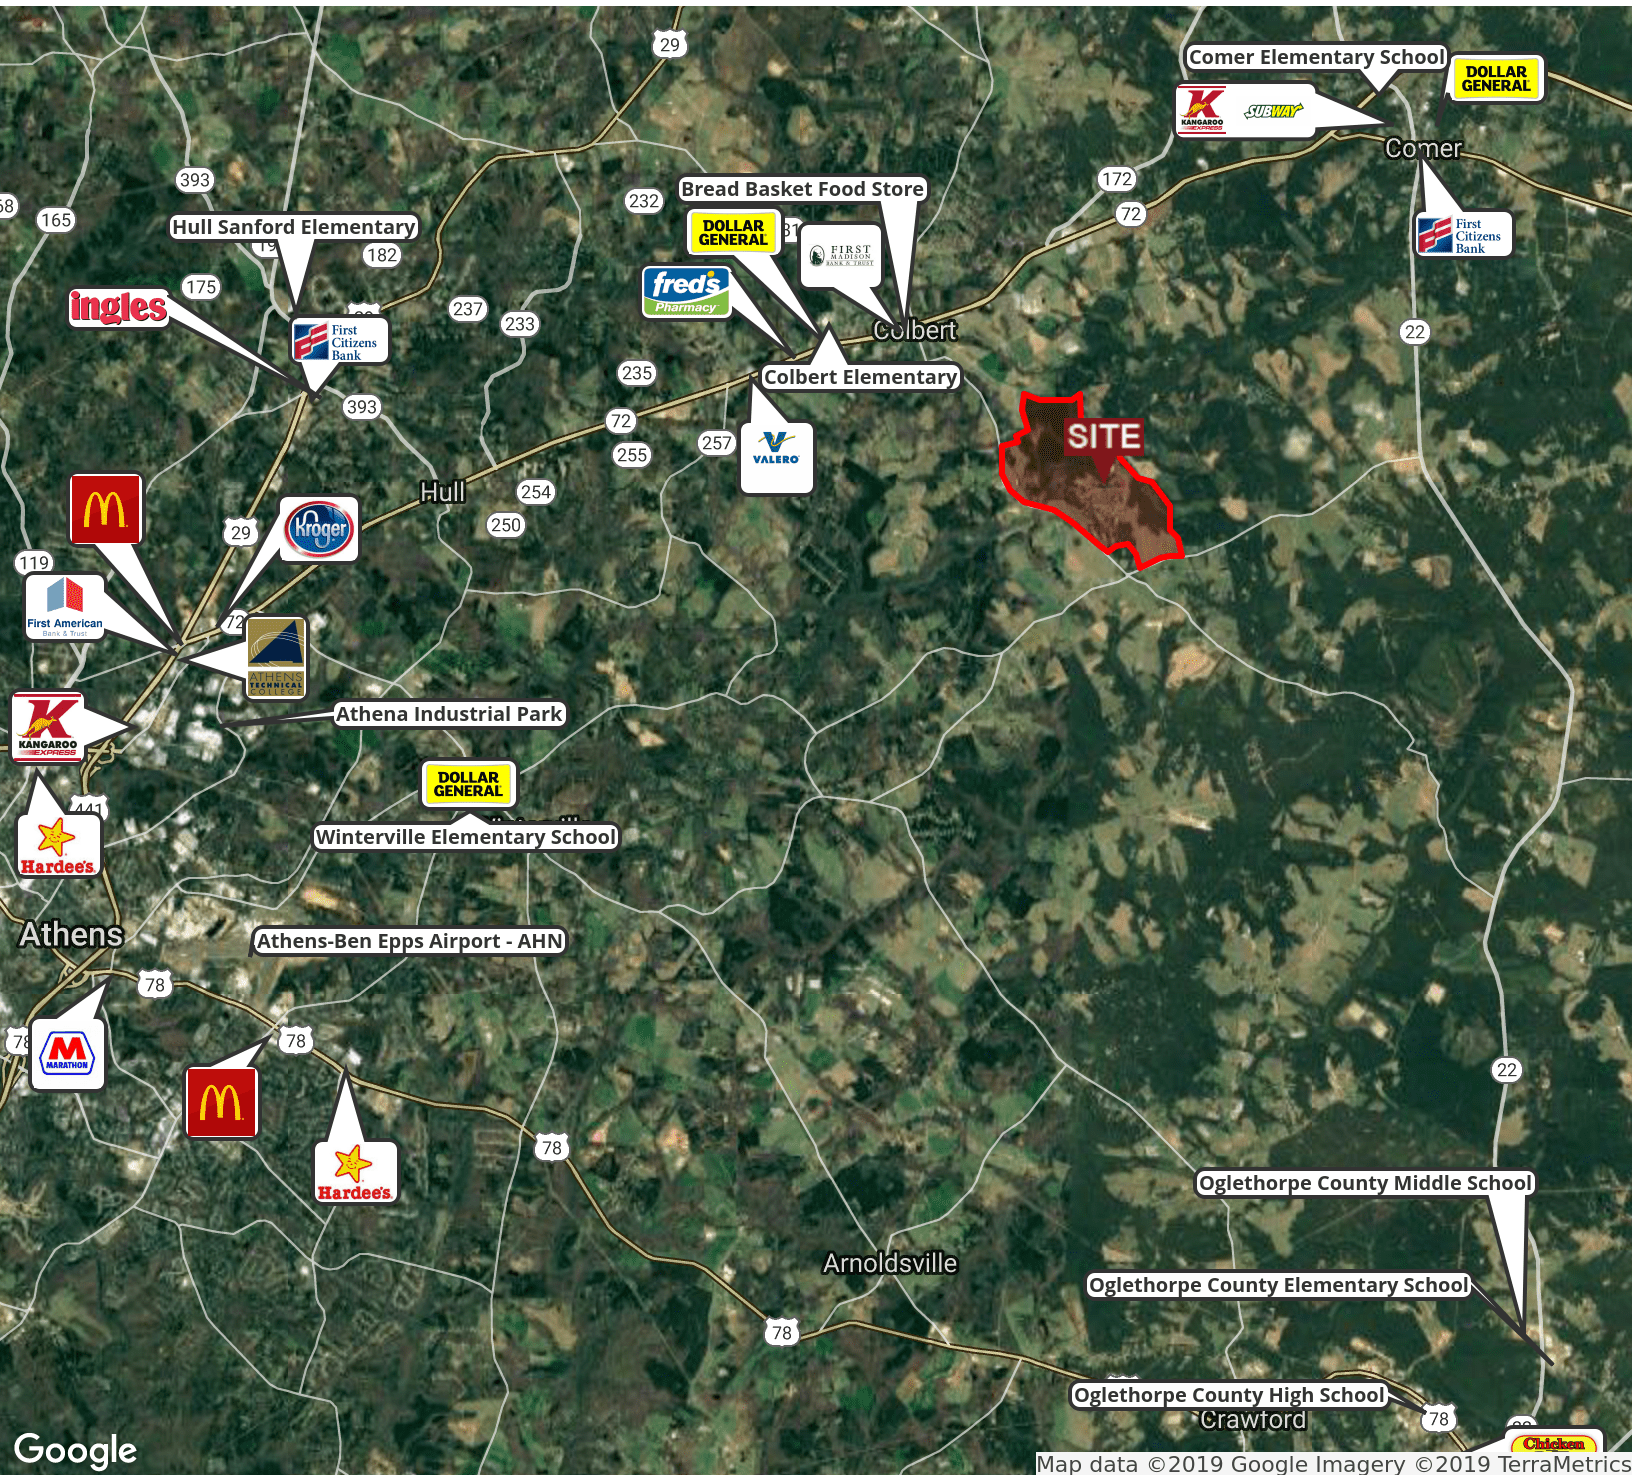 29
Comer Elementary School
DOLLAR
GENERAL
KANGAROO
EXPRESS
SUBWAY
Comer
393
172
68
165
232
Bread Basket Food Store
72
Hull Sanford Elementary
DOLLAR
GENERAL
FIRST
MADISON
BANK & TRUST
First
Citizens
Bank
182
175
fred's
Pharmacy
ingles
237
233
First
Citizens
Bank
Colbert
22
235
Colbert Elementary
393
72
SITE
257
255
VALERO
Hull
254
Kroger
29
250
119
First American
Bank & Trust
72
ATHENS
TECHNICAL
COLLEGE
Athena Industrial Park
KANGAROO
EXPRESS
DOLLAR
GENERAL
441
Winterville Elementary School
Hardee's
Athens
Athens-Ben Epps Airport - AHN
78
78
78
MARATHON
22
78
Hardee's
Oglethorpe County Middle School
Arnoldsville
Oglethorpe County Elementary School
78
Oglethorpe County High School
Crawford
78
Chicken
Google
Map data ©2019 Google Imagery ©2019 TerraMetrics